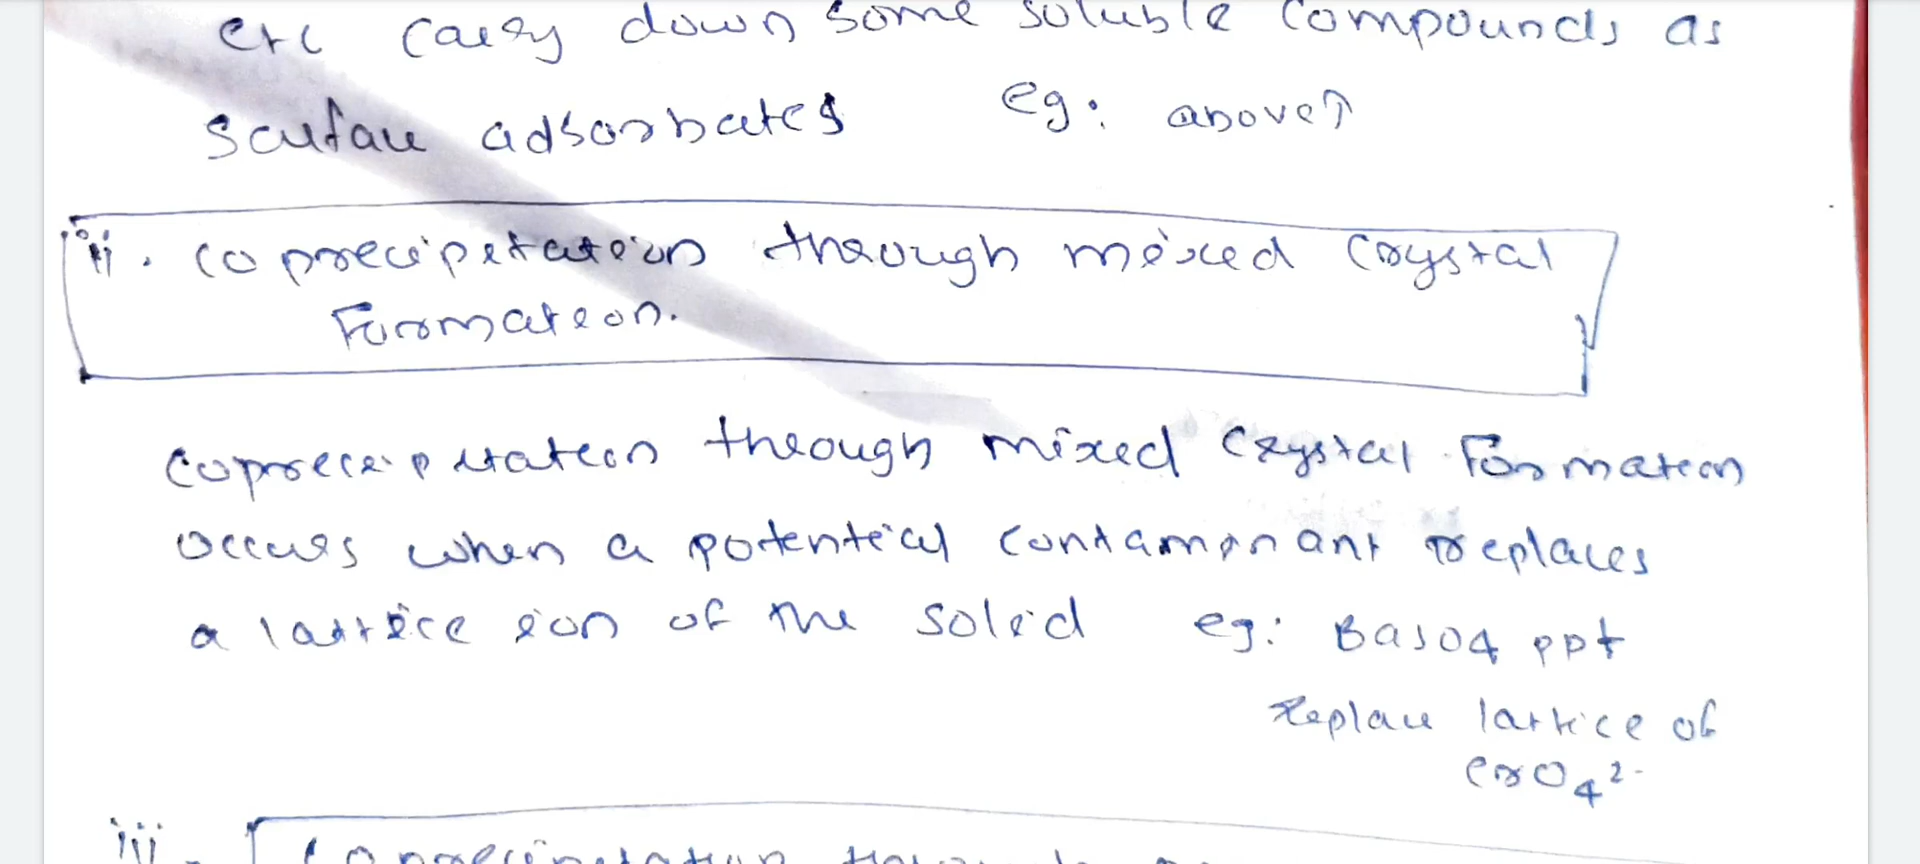 etc carry down some soluble compounds as
surface adsorbates eg: above↑
ii. coprecipitation through mixed crystal
Formation.
coprecipitation through mixed crystal formation
occurs when a potential contaminant replaces
a lattice ion of the solid eg: BaSO4 ppt
replace lattice of
CrO4²⁻
iii. Coprecipitation